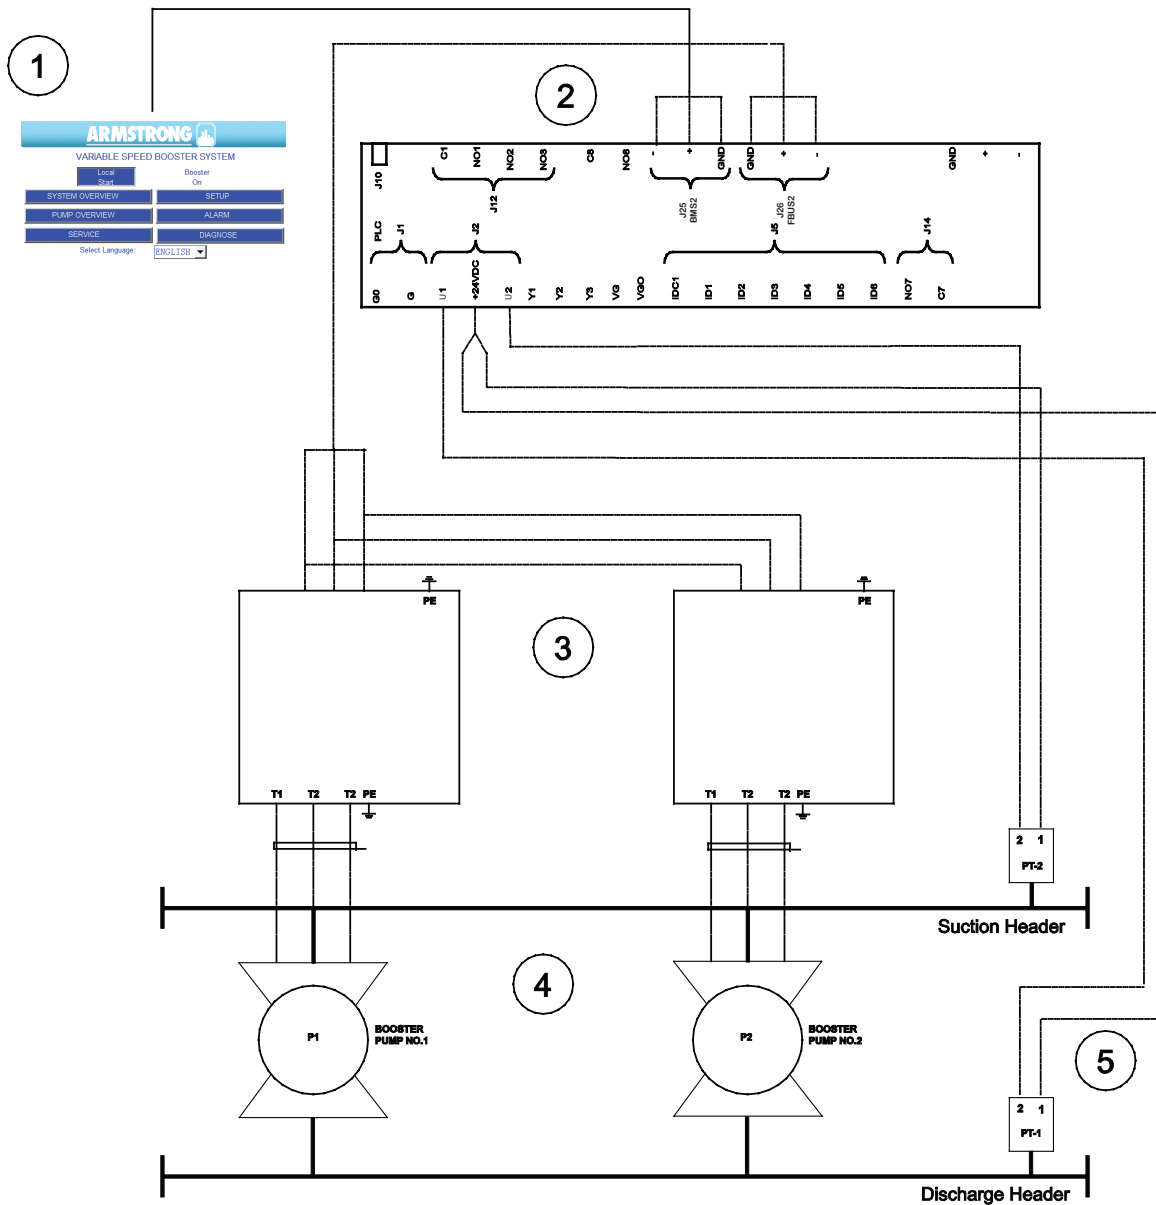 1
ARMSTRONG
VARIABLE SPEED BOOSTER SYSTEM
Local
Start
Booster
On
SYSTEM OVERVIEW
SETUP
PUMP OVERVIEW
ALARM
SERVICE
DIAGNOSE
Select Language:
ENGLISH
2
J10
C1
NO1
NO2
NO3
C8
NO8
-
+
GND
GND
+
-
GND
+
-
J12
J25
BMS2
J26
FBUS2
PLC
J1
J2
J5
J14
G0
G
U1
+24VDC
U2
Y1
Y2
Y3
VG
VGO
IDC1
ID1
ID2
ID3
ID4
ID5
ID6
NO7
C7
PE
PE
3
T1
T2
T2
PE
T1
T2
T2
PE
2
1
PT-2
Suction Header
4
P1
BOOSTER
PUMP NO.1
P2
BOOSTER
PUMP NO.2
5
2
1
PT-1
Discharge Header